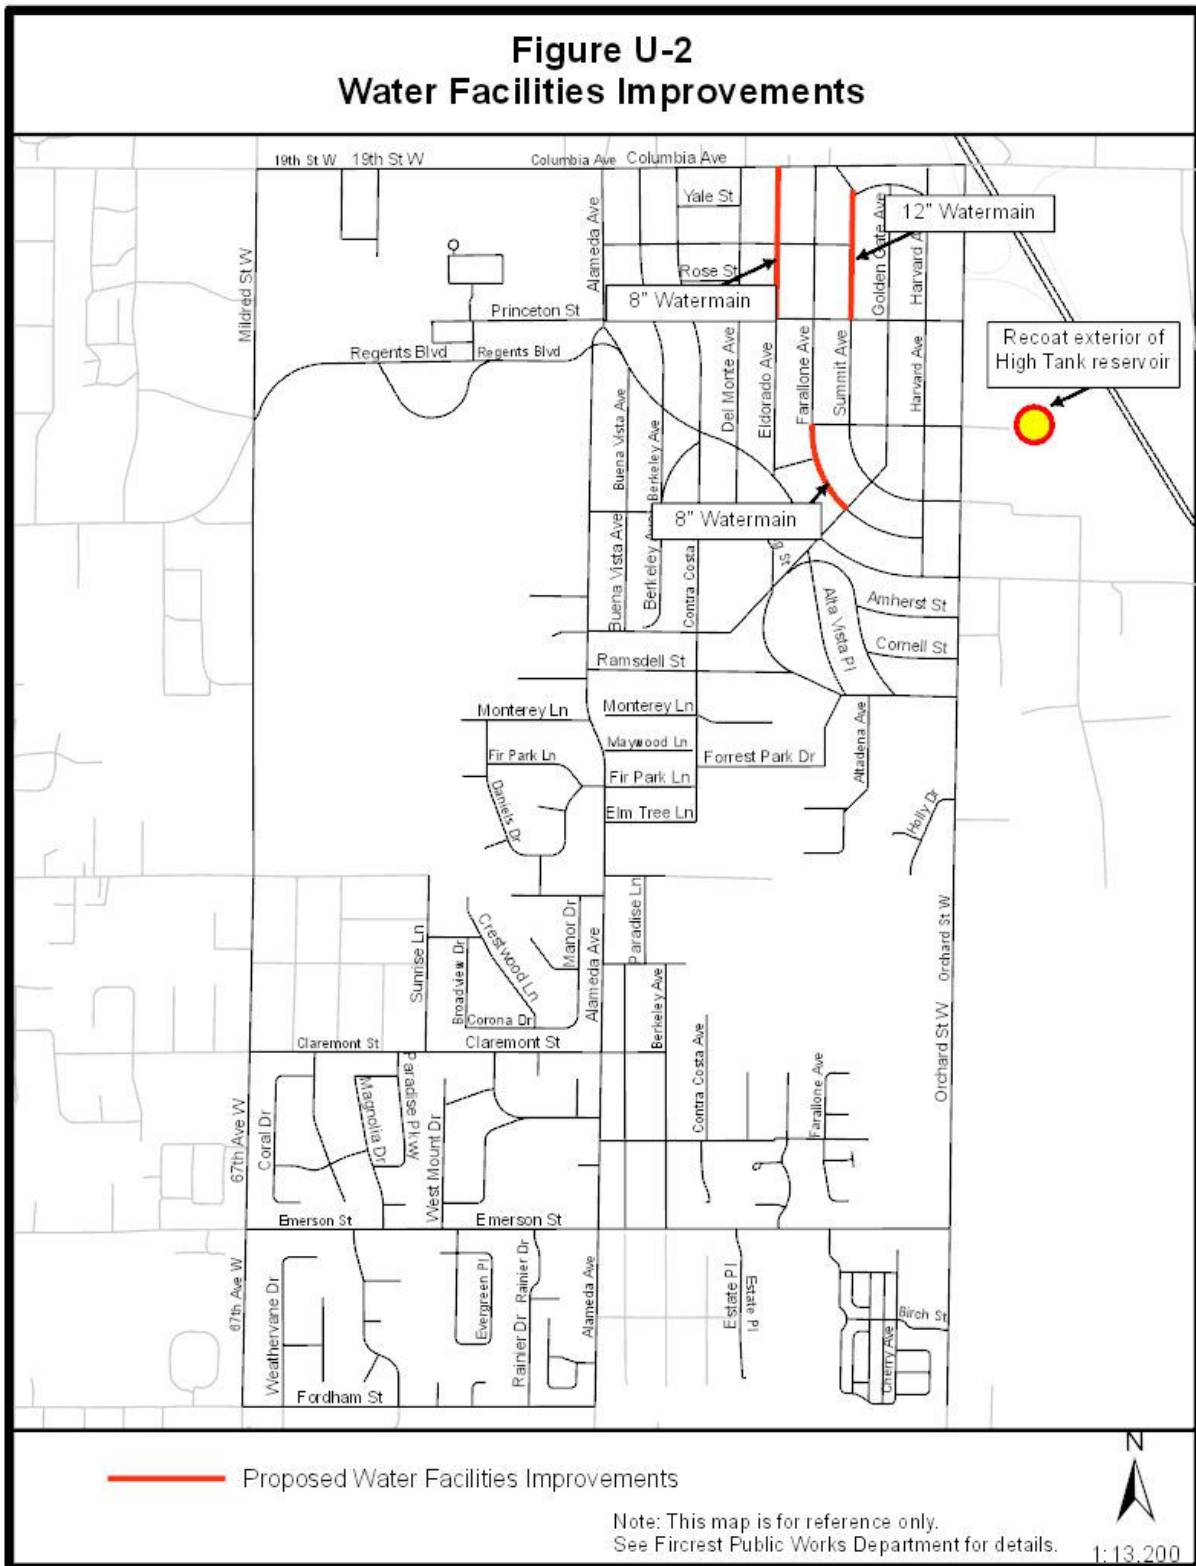 Figure U-2
Water Facilities Improvements
19th St W 19th St W Columbia Ave Columbia Ave
Yale St
Alameda Ave
12" Watermain
Golden Gate Ave
Harvard A
Mildred St W
Rose St
8" Watermain
Princeton St
Regents Blvd Regents Blvd
Recoat exterior of
High Tank reservoir
Del Monte Ave
Eldorado Ave
Farallone Ave
Summit Ave
Harvard Ave
Buena Vista Ave
Berkeley Ave
8" Watermain
Buena Vista Ave
Berkeley A
Contra Costa
g St
Alta Vista Pl
Amherst St
Cornell St
Ramsdell St
Monterey Ln Monterey Ln
Maywood Ln
Fir Park Ln
Forrest Park Dr
Altadena Ave
Fir Park Ln
Daniels Dr
Elm Tree Ln
Holly Dr
Paradise Ln
Orchard St W
Sunrise Ln
Crestwood Ln
Manor Dr
Broadview Dr
Alameda Ave
Berkeley Ave
Corona Dr
Claremont St Claremont St
Orchard St W
Contra Costa Ave
Farallone Ave
67th Ave W
Coral Dr
Magnolia Dr
Paradise Pkwy
West Mount Dr
Emerson St Emerson St
67th Ave W
Weathervane Dr
Evergreen Pl
Rainier Dr
Rainier Dr
Alameda Ave
Estate Pl
Estate Pl
Birch St
Cherry Ave
Fordham St
N
Proposed Water Facilities Improvements
Note: This map is for reference only.
See Fircrest Public Works Department for details.
1:13,200